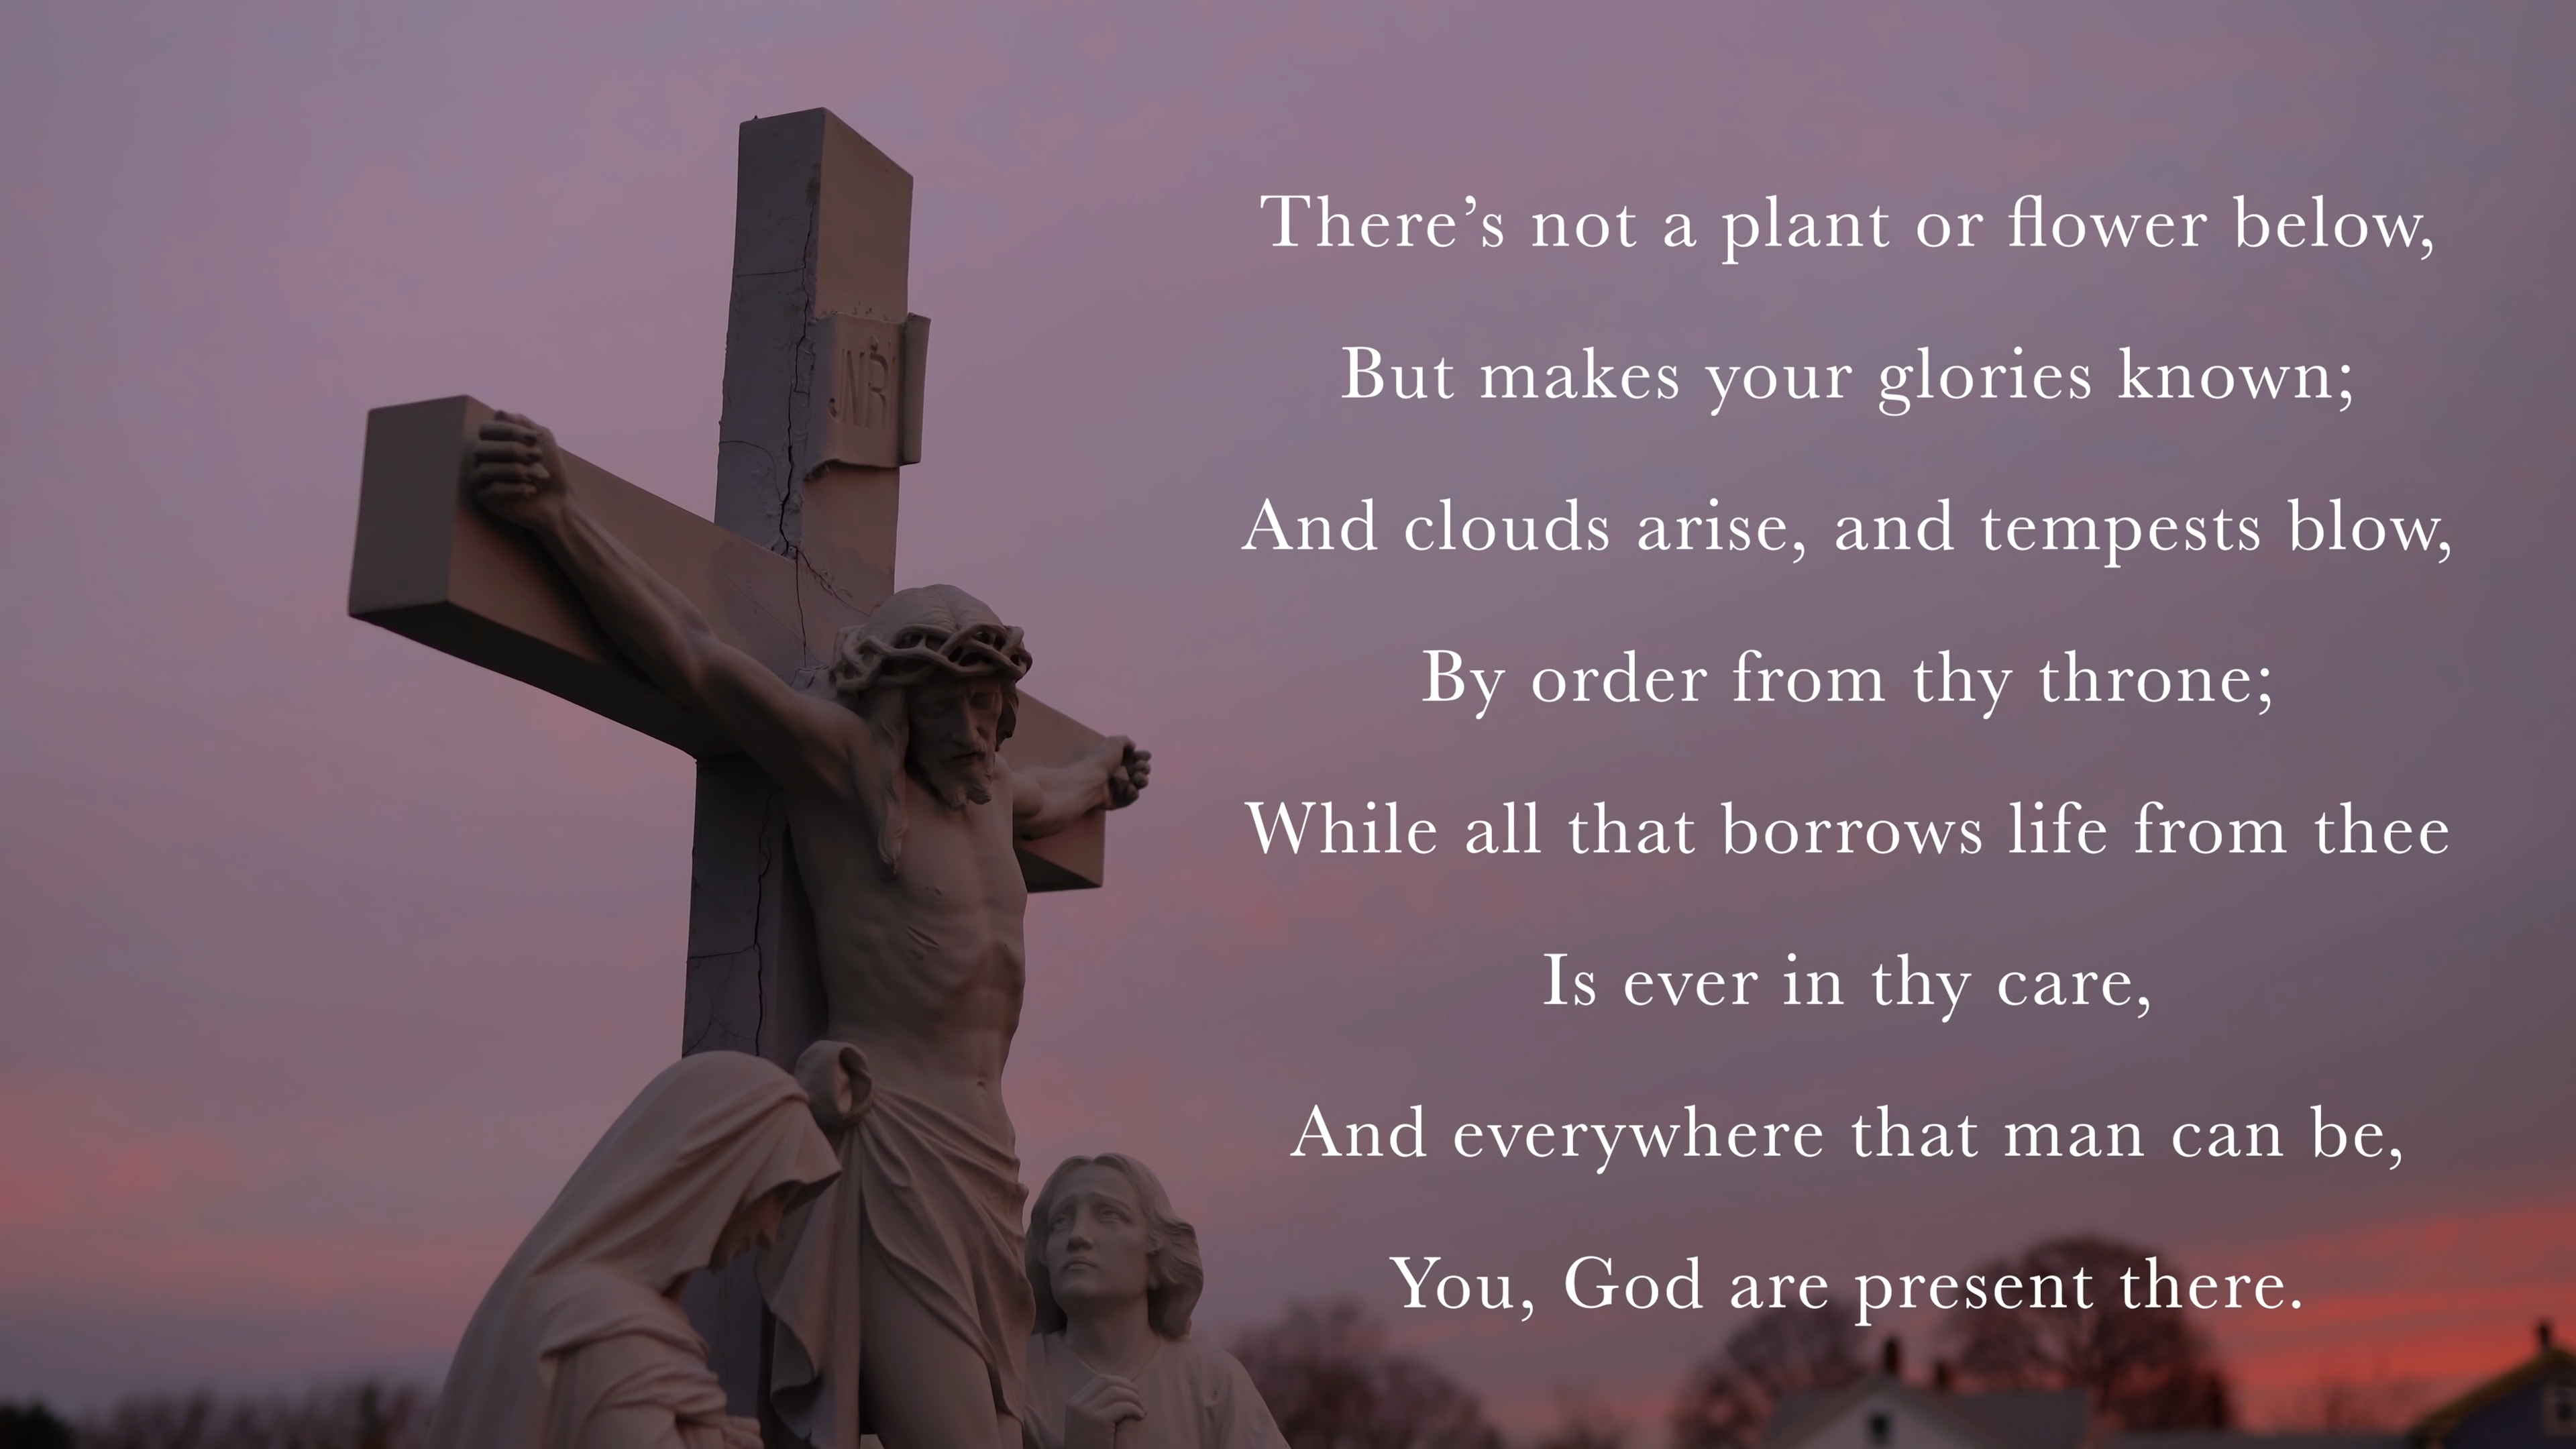 JNRI
There’s not a plant or flower below,
But makes your glories known;
And clouds arise, and tempests blow,
By order from thy throne;
While all that borrows life from thee
Is ever in thy care,
And everywhere that man can be,
You, God are present there.